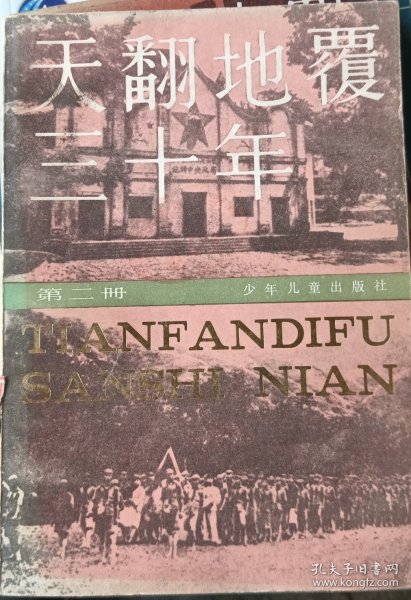 天翻地覆
三十年
第二册
少年儿童出版社
TIANFANDIFU
SANSHI NIAN
孔夫子旧书网
www.kongfz.com